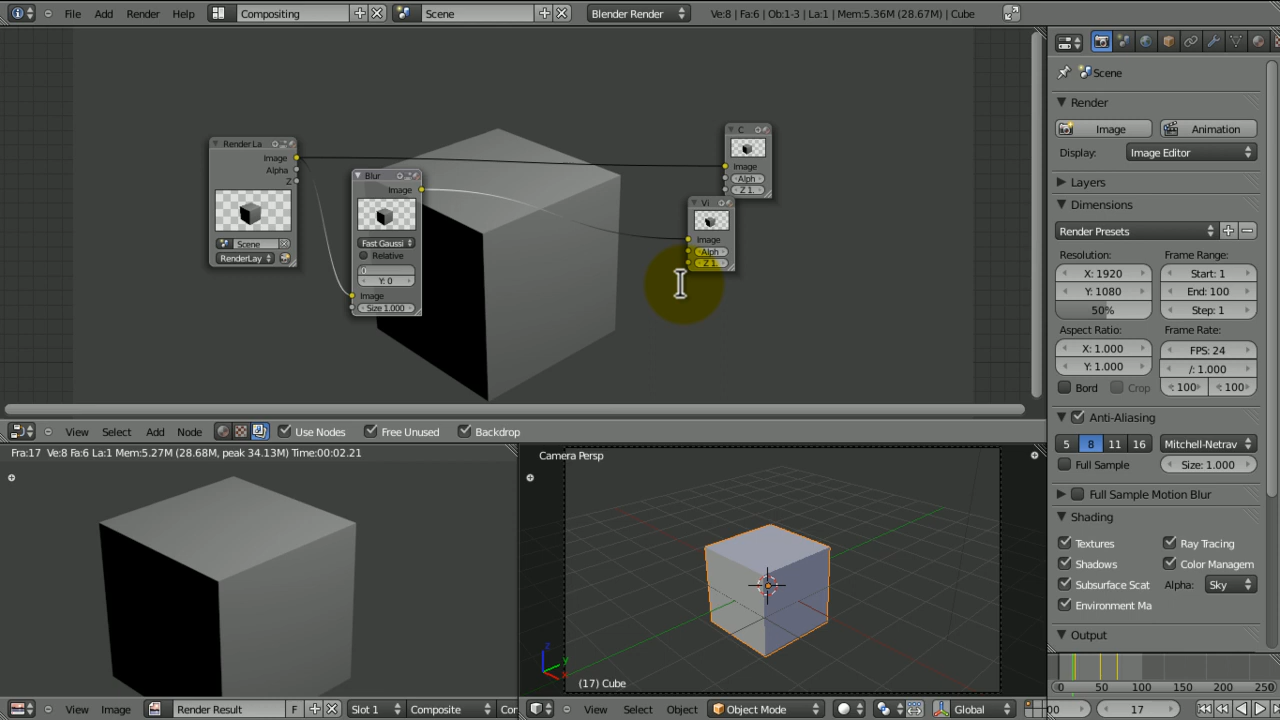 File Add Render Help Compositing Scene Blender Render Ve:8 | Fa:6 | Ob:1-3 | La:1 | Mem:5.36M (28.67M) | Cube
Scene
Render
Image Animation
Display: Image Editor
Layers
Dimensions
Render Presets
Resolution: Frame Range:
X: 1920 Start: 1
Y: 1080 End: 100
50% Step: 1
Aspect Ratio: Frame Rate:
X: 1.000 FPS: 24
Y: 1.000 /: 1.000
Bord Crop : 100 : 100
Anti-Aliasing
5 8 11 16 Mitchell-Netrav
Full Sample Size: 1.000
Full Sample Motion Blur
Shading
Textures Ray Tracing
Shadows Color Managem
Subsurface Scat Alpha: Sky
Environment Ma
Output
Render La
Image
Alpha
Z
Scene
RenderLay
Blur
Image
Fast Gaussi
Relative
0
Y: 0
Image
Size 1.000
C
Image
Alph
Z 1.
Vi
Image
Alph
Z 1.
View Select Add Node Use Nodes Free Unused Backdrop
Fra:17 Ve:8 Fa:6 La:1 Mem:5.27M (28.68M, peak 34.13M) Time:00:02.21
View Image Render Result F Slot 1 Composite Cor
Camera Persp
z
y
x
(17) Cube
View Select Object Object Mode Global
0 50 100 150 200 250
00 17